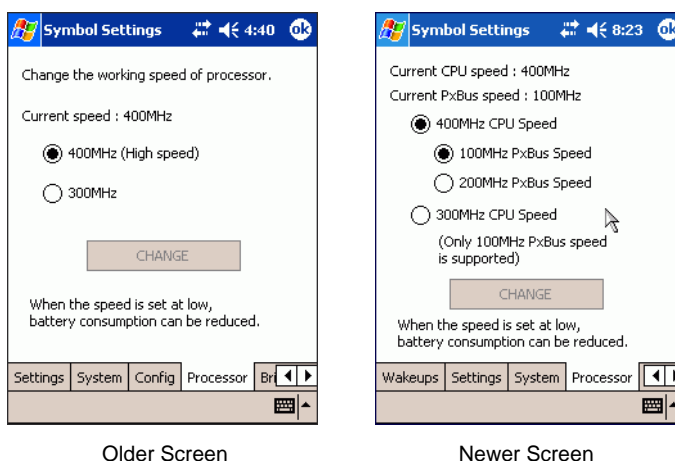 Symbol Settings 4:40 ok
Change the working speed of processor.
Current speed : 400MHz
400MHz (High speed)
300MHz
CHANGE
When the speed is set at low,
battery consumption can be reduced.
Settings System Config Processor Bri
Older Screen
Symbol Settings 8:23 ok
Current CPU speed : 400MHz
Current PxBus speed : 100MHz
400MHz CPU Speed
100MHz PxBus Speed
200MHz PxBus Speed
300MHz CPU Speed
(Only 100MHz PxBus speed
is supported)
CHANGE
When the speed is set at low,
battery consumption can be reduced.
Wakeups Settings System Processor
Newer Screen